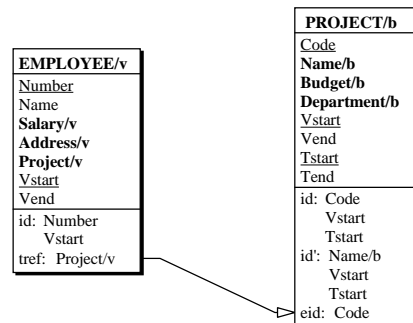 EMPLOYEE/v
Number
Name
Salary/v
Address/v
Project/v
Vstart
Vend
id: Number
Vstart
tref: Project/v
PROJECT/b
Code
Name/b
Budget/b
Department/b
Vstart
Vend
Tstart
Tend
id: Code
Vstart
Tstart
id': Name/b
Vstart
Tstart
eid: Code